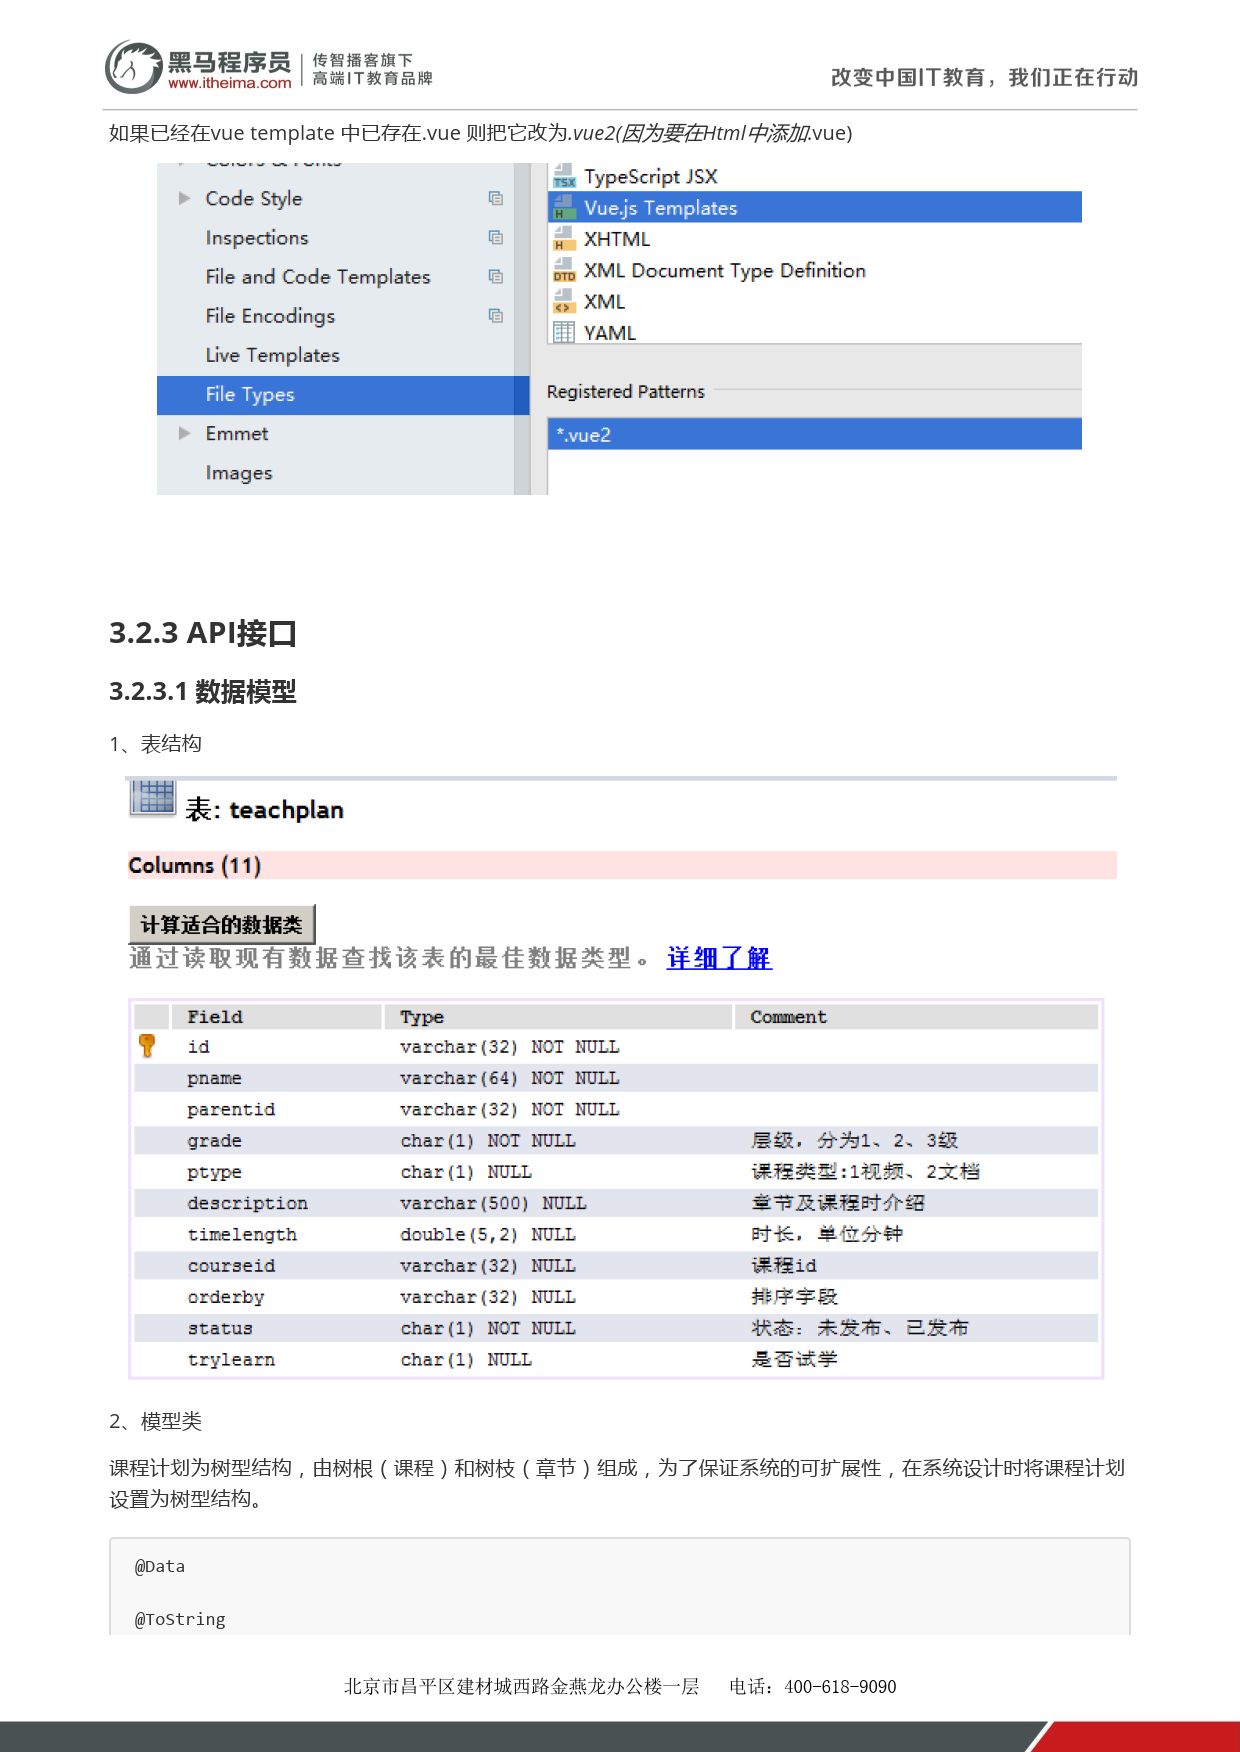 黑马程序员
www.itheima.com
传智播客旗下
高端IT教育品牌
改变中国IT教育，我们正在行动
如果已经在vue template 中已存在.vue 则把它改为.vue2(因为要在Html中添加.vue)
Code Style
Inspections
File and Code Templates
File Encodings
Live Templates
File Types
Emmet
Images
TypeScript JSX
Vue.js Templates
XHTML
XML Document Type Definition
XML
YAML
Registered Patterns
*.vue2
3.2.3 API接口
3.2.3.1 数据模型
1、表结构
表: teachplan
Columns (11)
计算适合的数据类
通过读取现有数据查找该表的最佳数据类型。 详细了解
Field Type Comment
id varchar(32) NOT NULL
pname varchar(64) NOT NULL
parentid varchar(32) NOT NULL
grade char(1) NOT NULL 层级，分为1、2、3级
ptype char(1) NULL 课程类型:1视频、2文档
description varchar(500) NULL 章节及课程时介绍
timelength double(5,2) NULL 时长，单位分钟
courseid varchar(32) NULL 课程id
orderby varchar(32) NULL 排序字段
status char(1) NOT NULL 状态：未发布、已发布
trylearn char(1) NULL 是否试学
2、模型类
课程计划为树型结构，由树根（课程）和树枝（章节）组成，为了保证系统的可扩展性，在系统设计时将课程计划
设置为树型结构。
@Data
@ToString
北京市昌平区建材城西路金燕龙办公楼一层 电话：400-618-9090